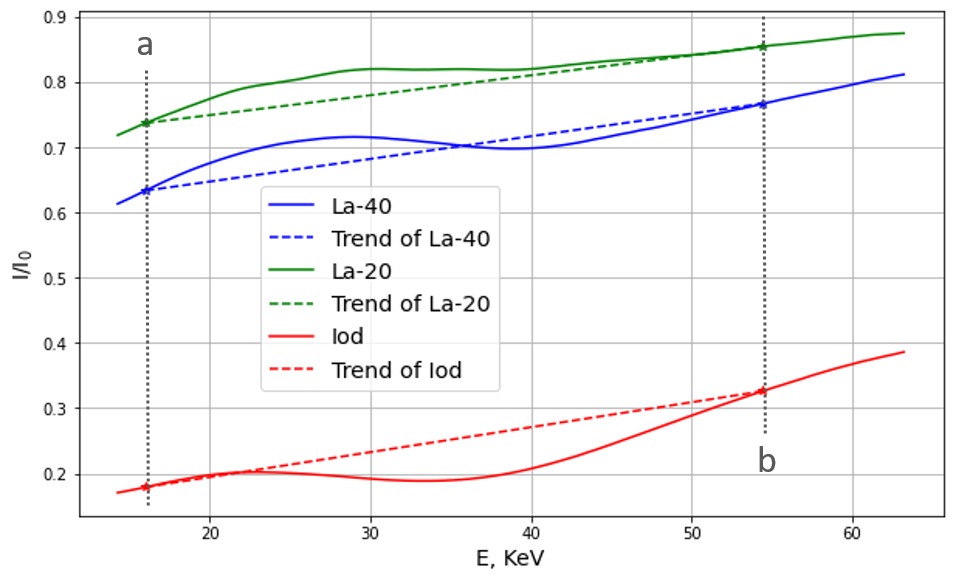 0.9
a
0.8
0.7
0.6
0.5
0.4
0.3
0.2
I/I₀
La-40
Trend of La-40
La-20
Trend of La-20
Iod
Trend of Iod
b
20 30 40 50 60
E, KeV